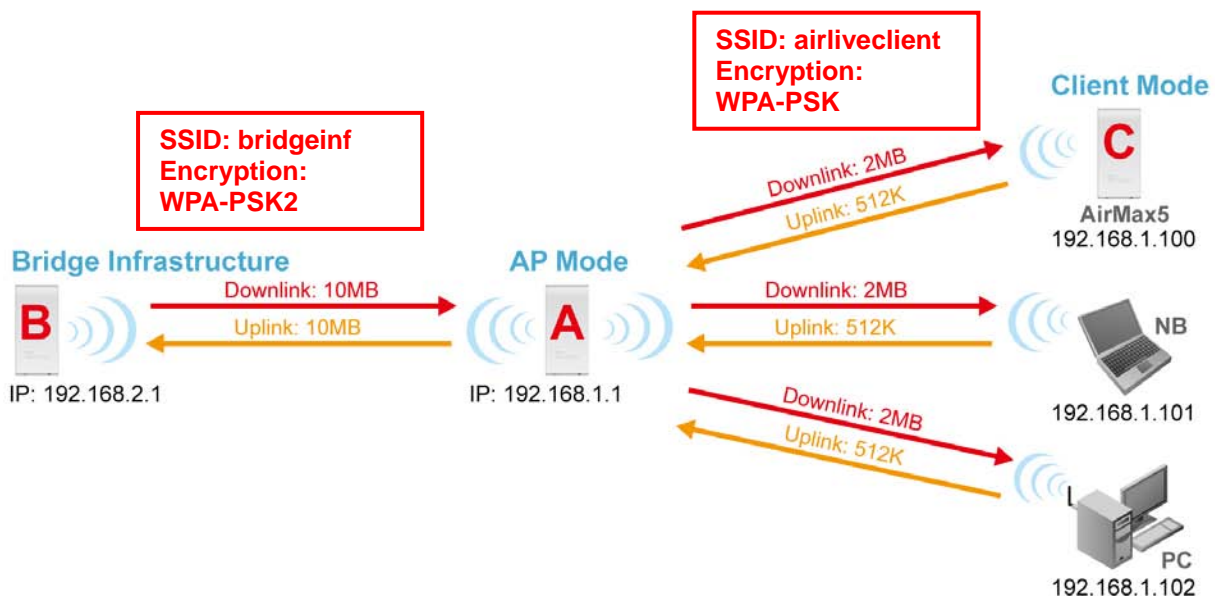 SSID: airliveclient
Encryption:
WPA-PSK
SSID: bridgeinf
Encryption:
WPA-PSK2
Client Mode
C
AirMax5
192.168.1.100
Downlink: 2MB
Uplink: 512K
Bridge Infrastructure
B
IP: 192.168.2.1
Downlink: 10MB
Uplink: 10MB
AP Mode
A
IP: 192.168.1.1
Downlink: 2MB
Uplink: 512K
NB
192.168.1.101
Downlink: 2MB
Uplink: 512K
PC
192.168.1.102